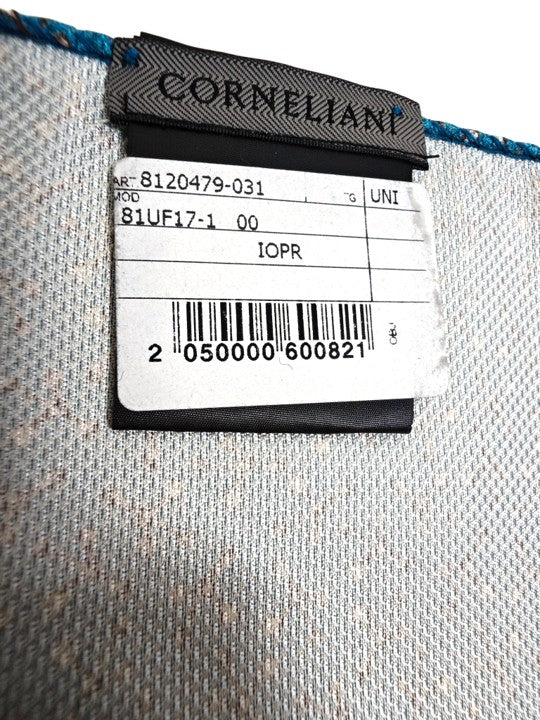 CORNELIANI
ART 8120479-031 TG UNI
MOD
81UF17-1 00
IOPR
2 050000 600821